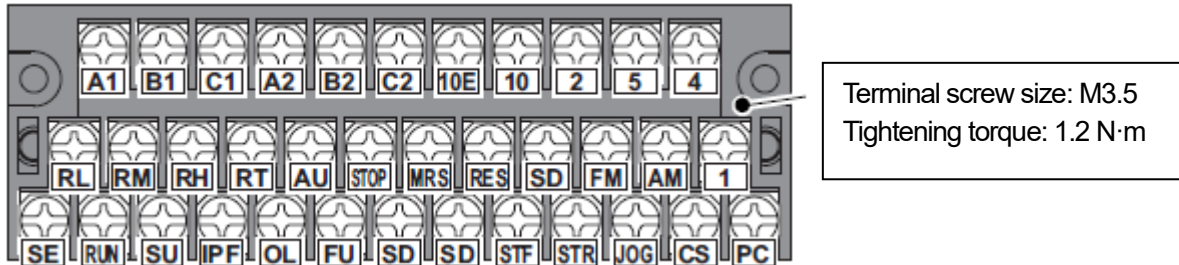 A1 B1 C1 A2 B2 C2 10E 10 2 5 4
Terminal screw size: M3.5
Tightening torque: 1.2 N·m
RL RM RH RT AU STOP MRS RES SD FM AM 1
SE RUN SU IPF OL FU SD SD STF STR JOG CS PC